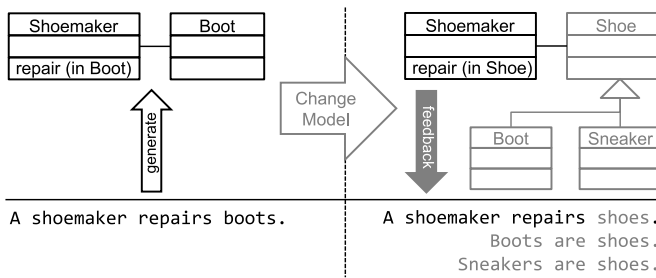 Shoemaker
Boot
repair (in Boot)
generate
A shoemaker repairs boots.
Change
Model
Shoemaker
Shoe
repair (in Shoe)
feedback
Boot
Sneaker
A shoemaker repairs shoes.
Boots are shoes.
Sneakers are shoes.